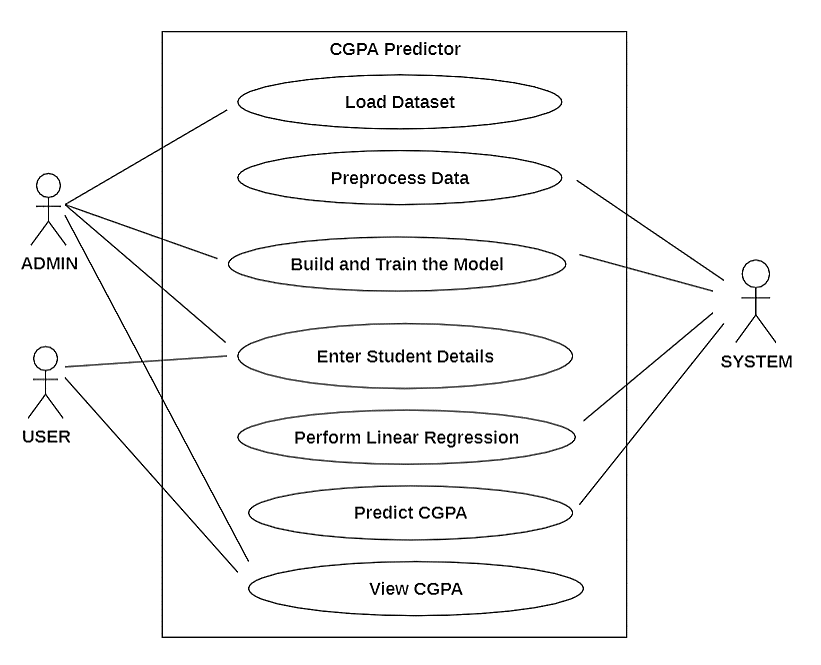 CGPA Predictor
Load Dataset
Preprocess Data
ADMIN
Build and Train the Model
Enter Student Details
SYSTEM
USER
Perform Linear Regression
Predict CGPA
View CGPA